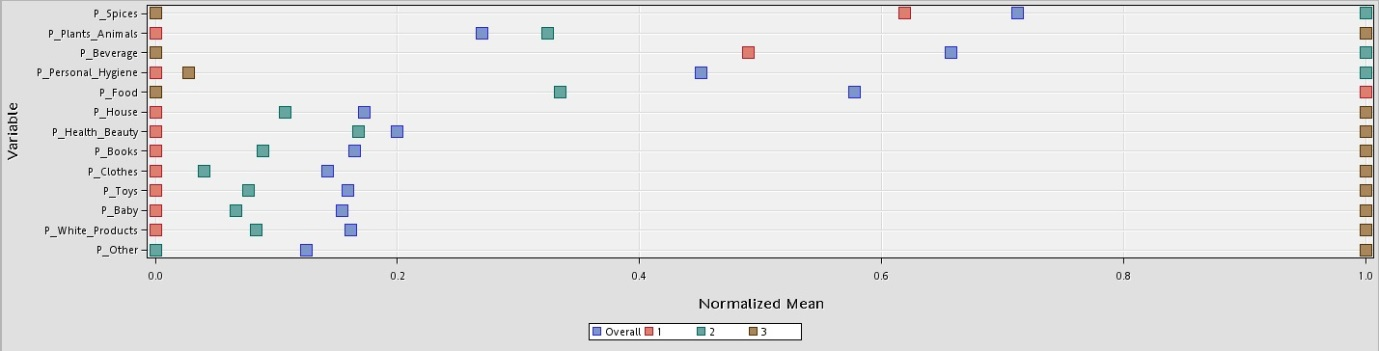 Variable
P_Spices
P_Plants_Animals
P_Beverage
P_Personal_Hygiene
P_Food
P_House
P_Health_Beauty
P_Books
P_Clothes
P_Toys
P_Baby
P_White_Products
P_Other
0.0 0.2 0.4 0.6 0.8 1.0
Normalized Mean
Overall 1 2 3